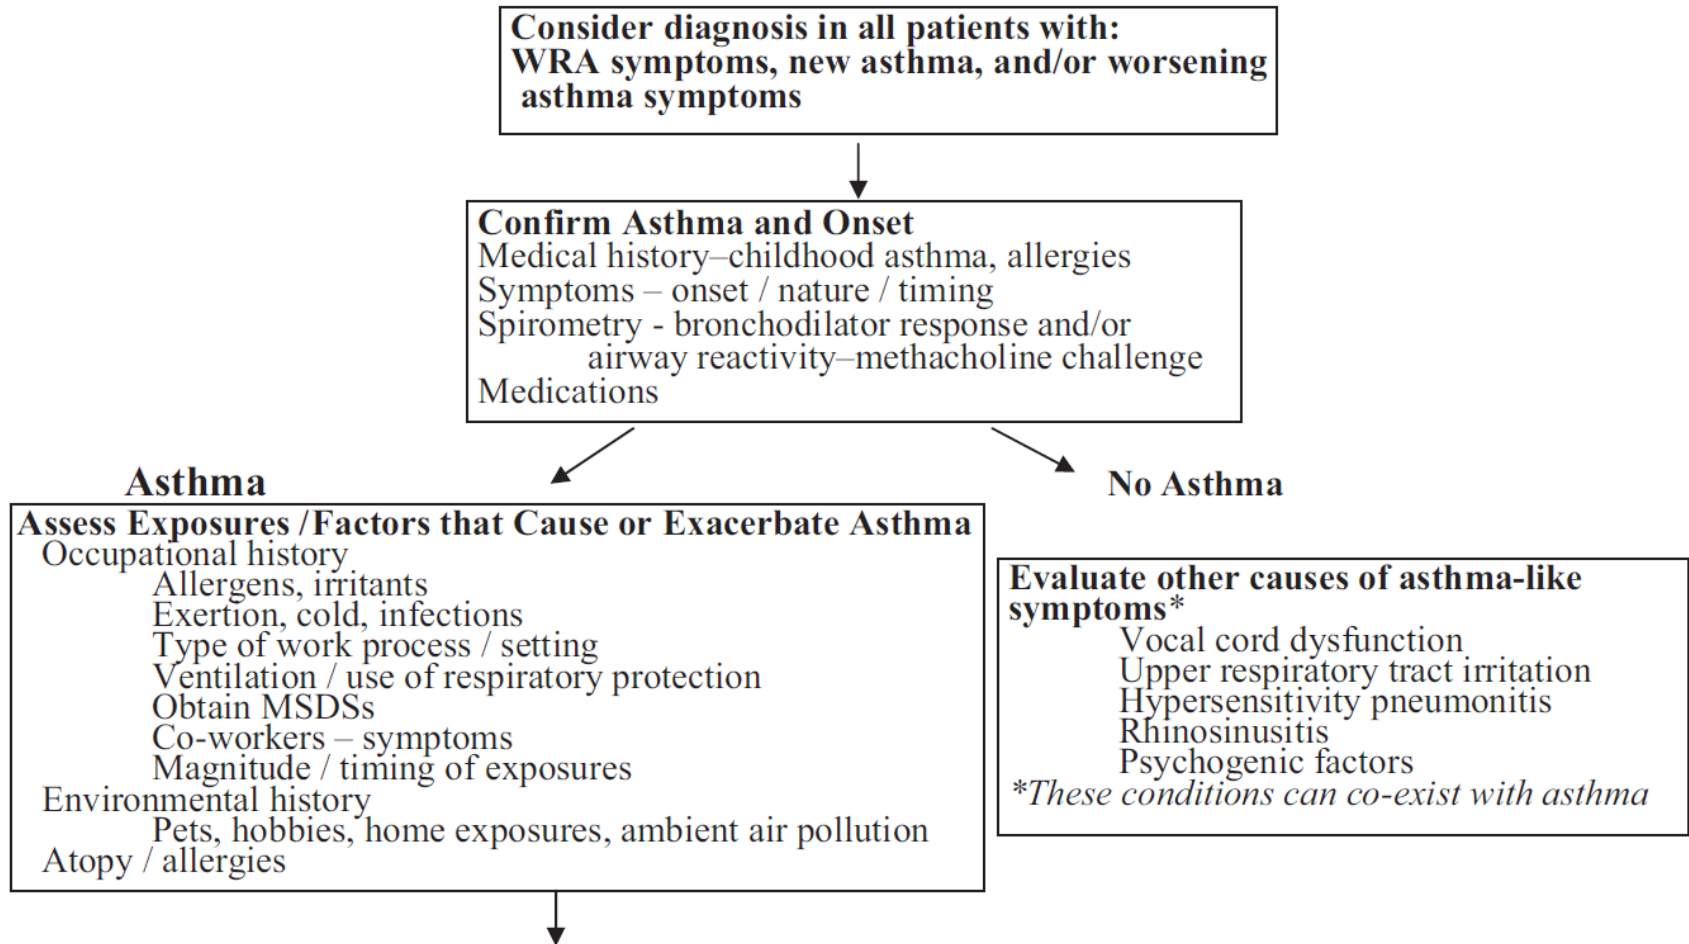 Consider diagnosis in all patients with:
WRA symptoms, new asthma, and/or worsening
asthma symptoms
Confirm Asthma and Onset
Medical history–childhood asthma, allergies
Symptoms – onset / nature / timing
Spirometry - bronchodilator response and/or
airway reactivity–methacholine challenge
Medications
Asthma
Assess Exposures /Factors that Cause or Exacerbate Asthma
Occupational history
Allergens, irritants
Exertion, cold, infections
Type of work process / setting
Ventilation / use of respiratory protection
Obtain MSDSs
Co-workers – symptoms
Magnitude / timing of exposures
Environmental history
Pets, hobbies, home exposures, ambient air pollution
Atopy / allergies
No Asthma
Evaluate other causes of asthma-like
symptoms*
Vocal cord dysfunction
Upper respiratory tract irritation
Hypersensitivity pneumonitis
Rhinosinusitis
Psychogenic factors
*These conditions can co-exist with asthma